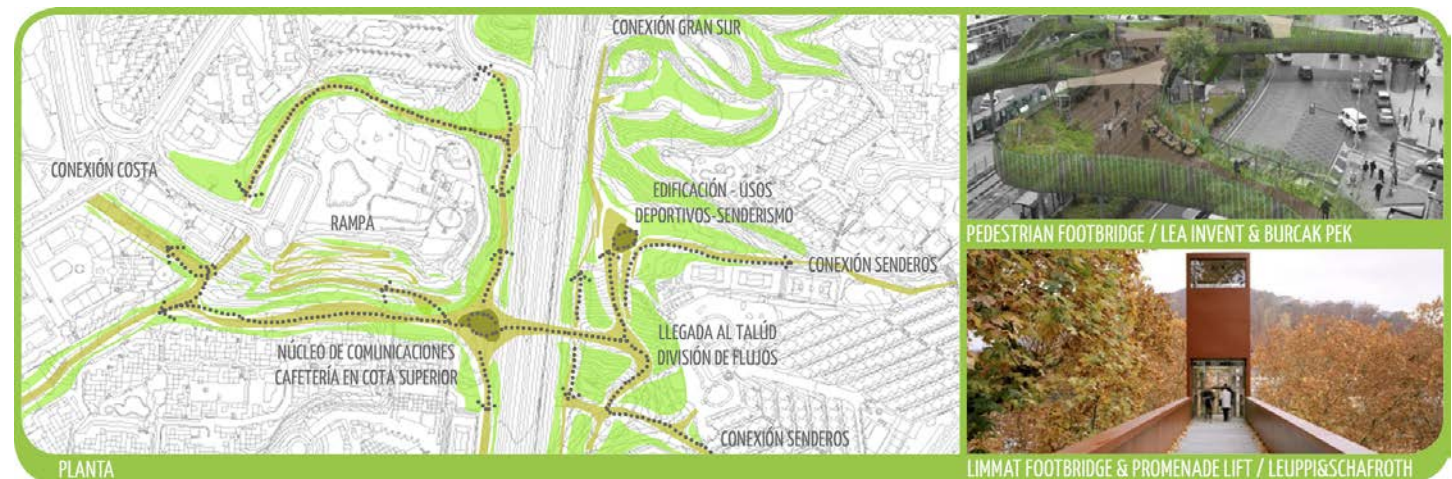 CONEXIÓN GRAN SUR
CONEXIÓN COSTA
RAMPA
EDIFICACIÓN - USOS
DEPORTIVOS-SENDERISMO
CONEXIÓN SENDEROS
NÚCLEO DE COMUNICACIONES
CAFETERÍA EN COTA SUPERIOR
LLEGADA AL TALÚD
DIVISIÓN DE FLUJOS
CONEXIÓN SENDEROS
PLANTA
PEDESTRIAN FOOTBRIDGE / LEA INVENT & BURCAK PEK
LIMMAT FOOTBRIDGE & PROMENADE LIFT / LEUPPI&SCHAFROTH